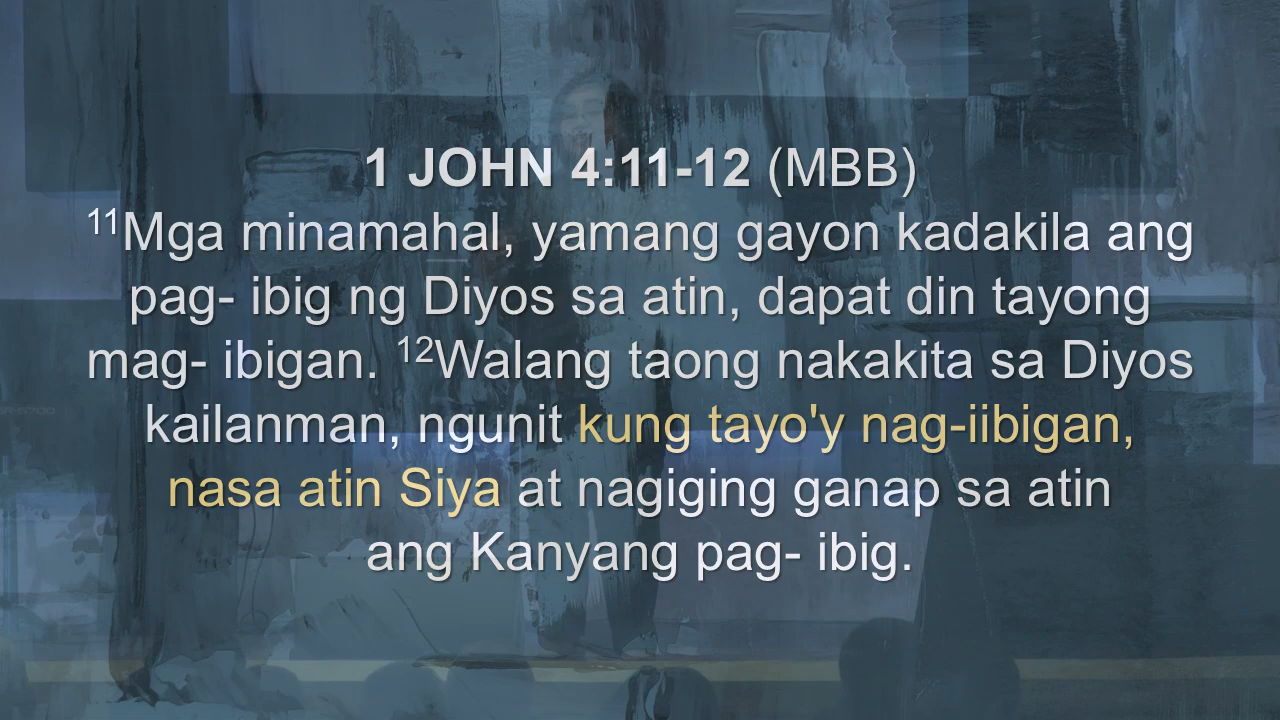 1 JOHN 4:11-12 (MBB)
11Mga minamahal, yamang gayon kadakila ang
pag- ibig ng Diyos sa atin, dapat din tayong
mag- ibigan. 12Walang taong nakakita sa Diyos
kailanman, ngunit kung tayo'y nag-iibigan,
nasa atin Siya at nagiging ganap sa atin
ang Kanyang pag- ibig.